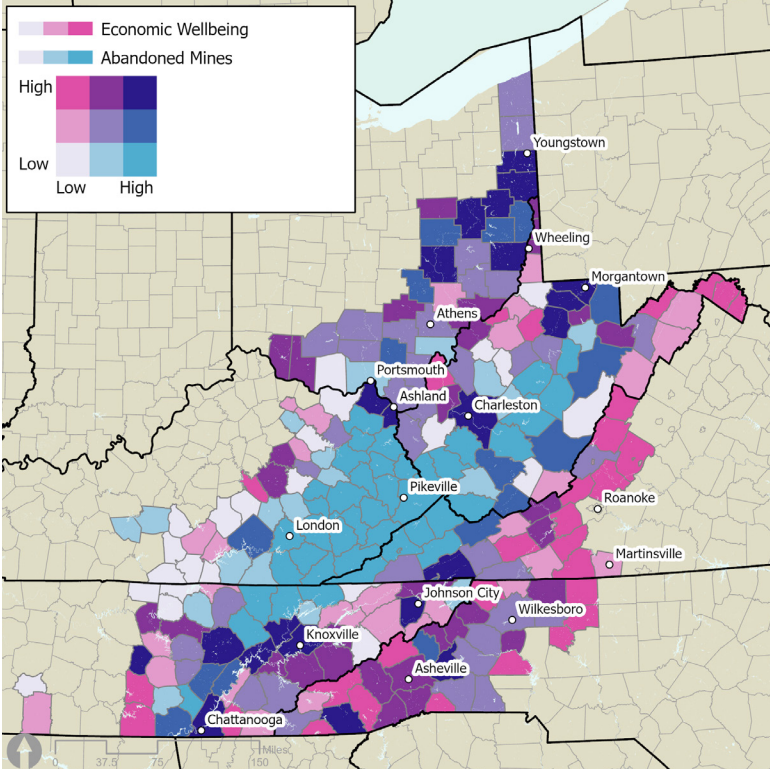 Economic Wellbeing
Abandoned Mines
High
Low
Low High
Youngstown
Wheeling
Morgantown
Athens
Portsmouth
Ashland
Charleston
Pikeville
Roanoke
London
Martinsville
Johnson City
Wilkesboro
Knoxville
Asheville
Chattanooga
Miles
0 37.5 75 150